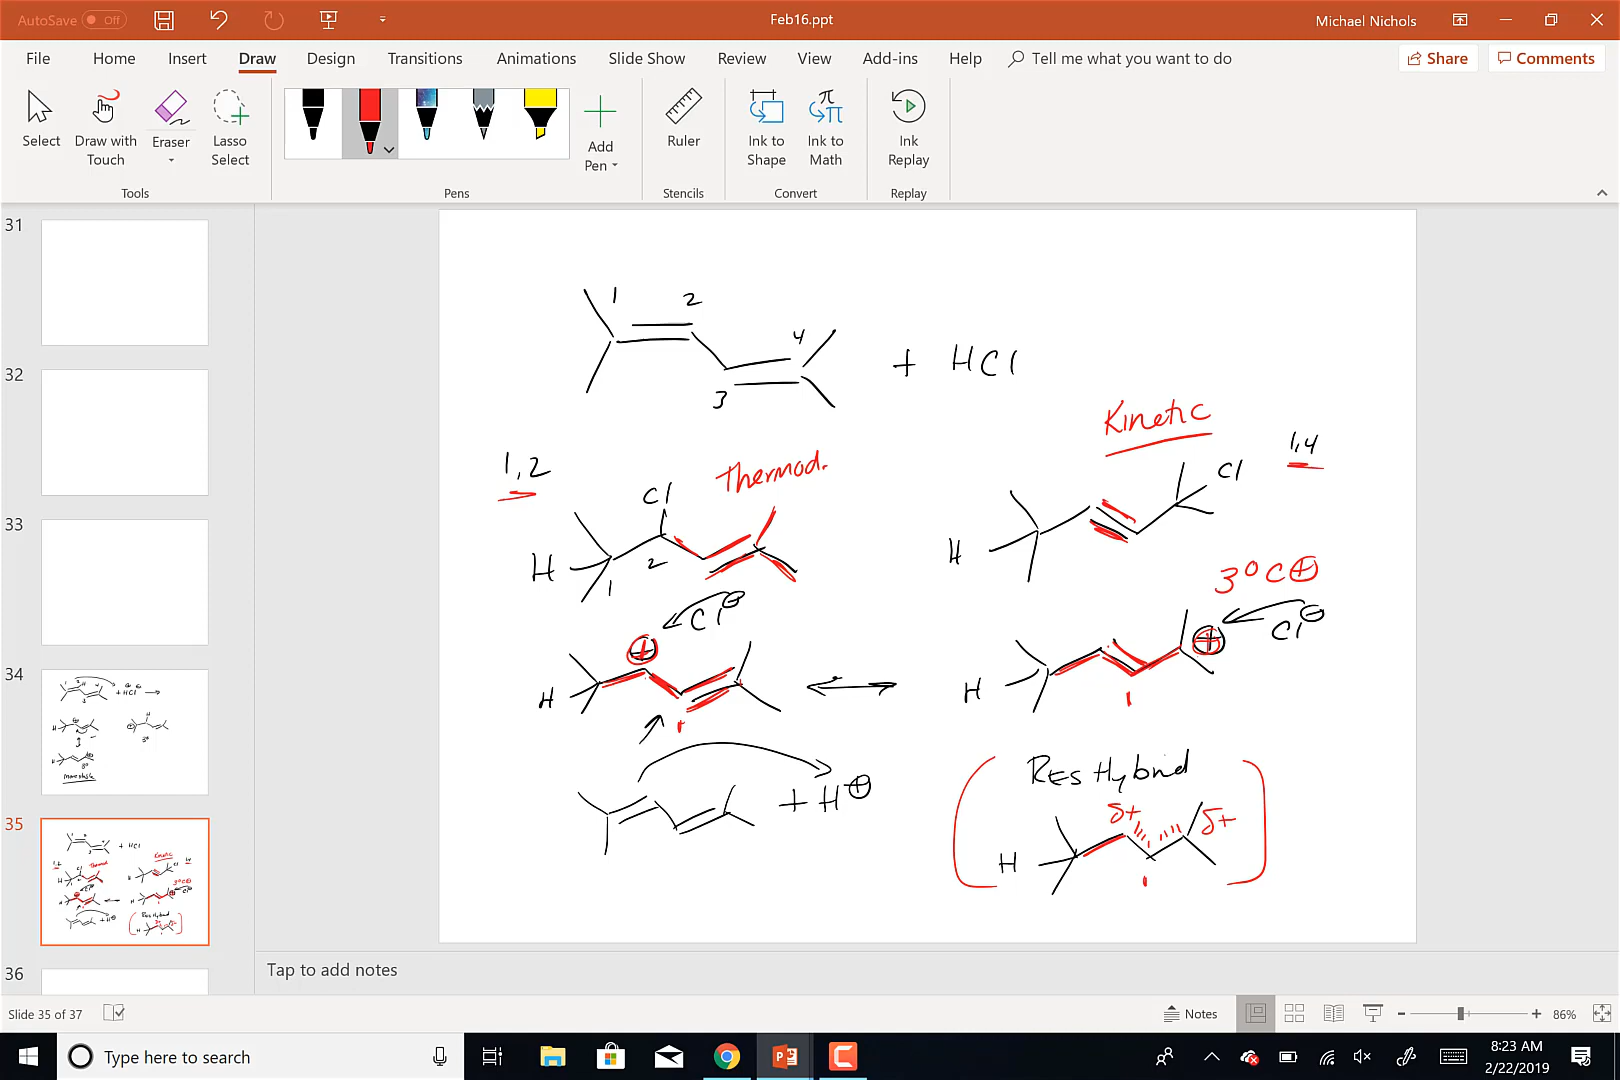 AutoSave Off
Feb16.ppt
Michael Nichols
File Home Insert Draw Design Transitions Animations Slide Show Review View Add-ins Help Tell me what you want to do Share Comments
Select
Draw with Touch
Eraser
Lasso Select
Add Pen
Ruler
Ink to Shape
Ink to Math
Ink Replay
Tools Pens Stencils Convert Replay
31
32
33
34
35
36
1 2
4
3
+ HCl
Kinetic
1,2
Thermod.
1,4
Cl
Cl
H 1 2
H
3° C⊕
Cl⊖
Cl⊖
⊕
⊕
H
H
+ H⊕
Res Hybrid
δ+ δ+
H
Tap to add notes
Slide 35 of 37
Notes
86%
Type here to search
8:23 AM
2/22/2019